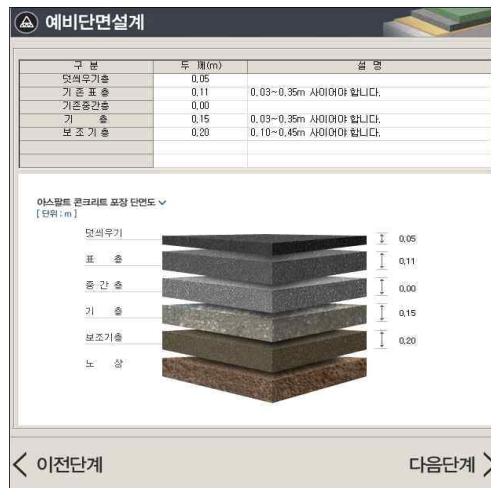 예비단면설계
구 분 두 께(m) 설 명
덧씌우기층 0.05
기 존 표 층 0.11 0.03~0.35m 사이어야 합니다.
기존중간층 0.00
기 층 0.15 0.03~0.35m 사이어야 합니다.
보 조 기 층 0.20 0.10~0.45m 사이어야 합니다.
아스팔트 콘크리트 포장 단면도
[ 단위 : m ]
덧씌우기 0.05
표 층 0.11
중 간 층 0.00
기 층 0.15
보조기층 0.20
노 상
이전단계 다음단계